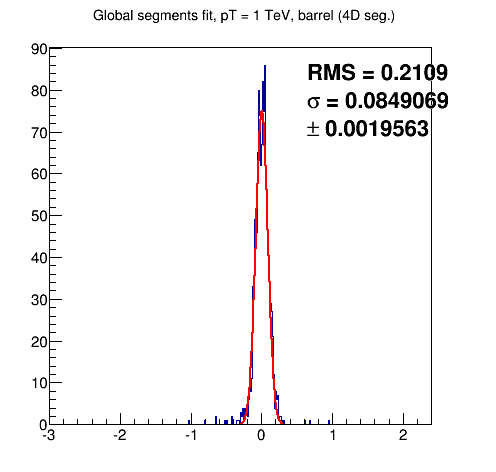 Global segments fit, pT = 1 TeV, barrel (4D seg.)
90
RMS = 0.2109
80
σ = 0.0849069
± 0.0019563
70
60
50
40
30
20
10
0
-3 -2 -1 0 1 2